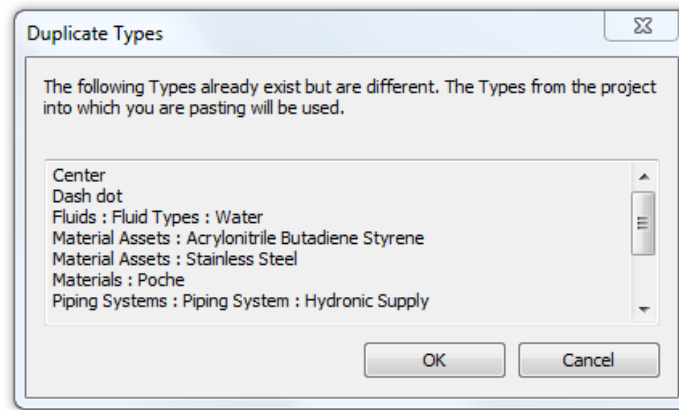 Duplicate Types
The following Types already exist but are different. The Types from the project
into which you are pasting will be used.
Center
Dash dot
Fluids : Fluid Types : Water
Material Assets : Acrylonitrile Butadiene Styrene
Material Assets : Stainless Steel
Materials : Poche
Piping Systems : Piping System : Hydronic Supply
OK
Cancel